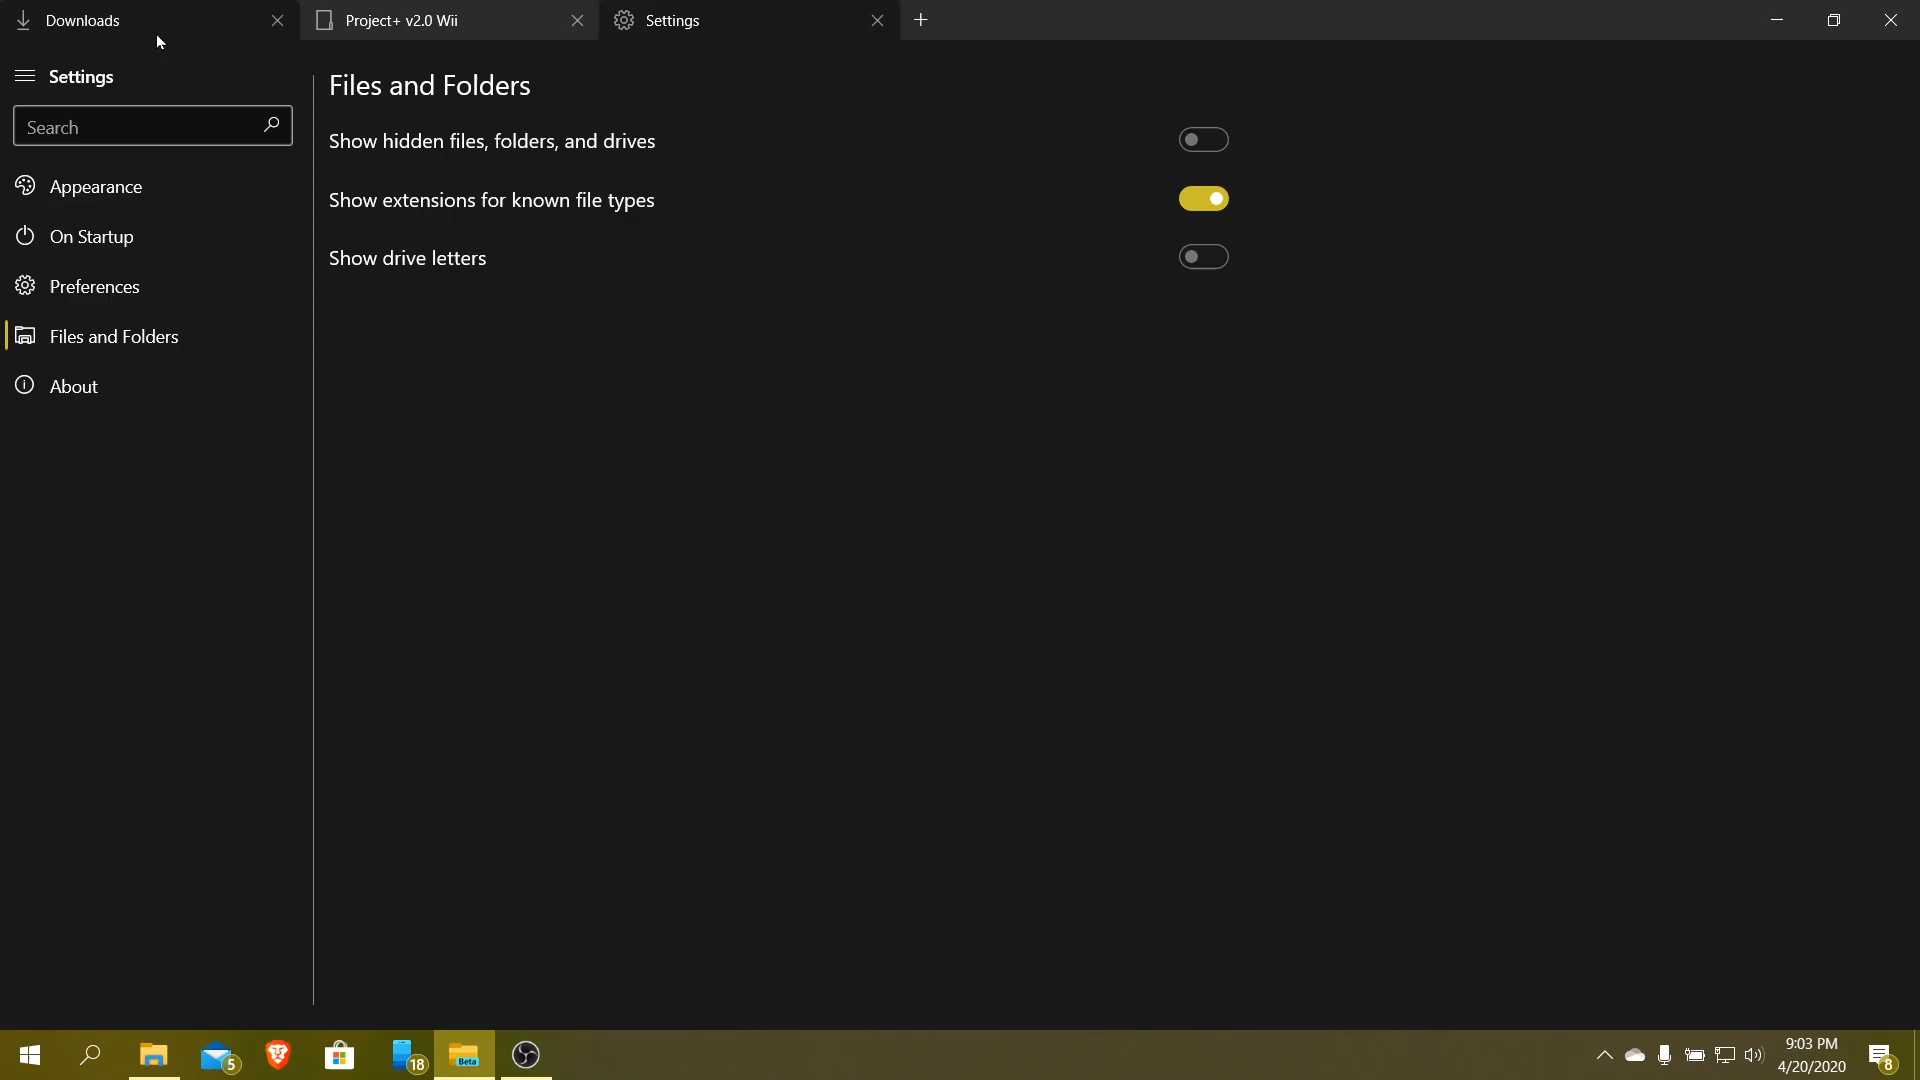 Downloads
Project+ v2.0 Wii
Settings
Settings
Search
Appearance
On Startup
Preferences
Files and Folders
About
Files and Folders
Show hidden files, folders, and drives
Show extensions for known file types
Show drive letters
5
18
Beta
9:03 PM
4/20/2020
8